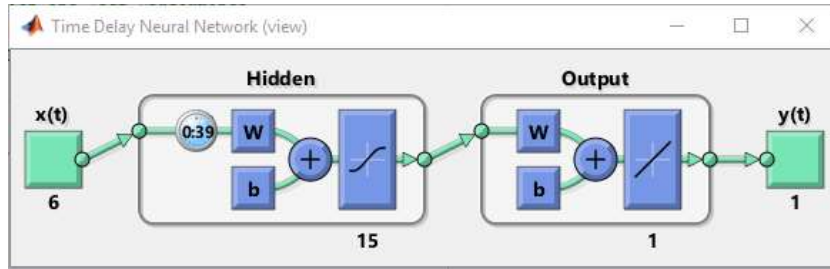 Time Delay Neural Network (view)
Hidden Output
x(t) y(t)
0:39 W W
b b
6 1
15 1